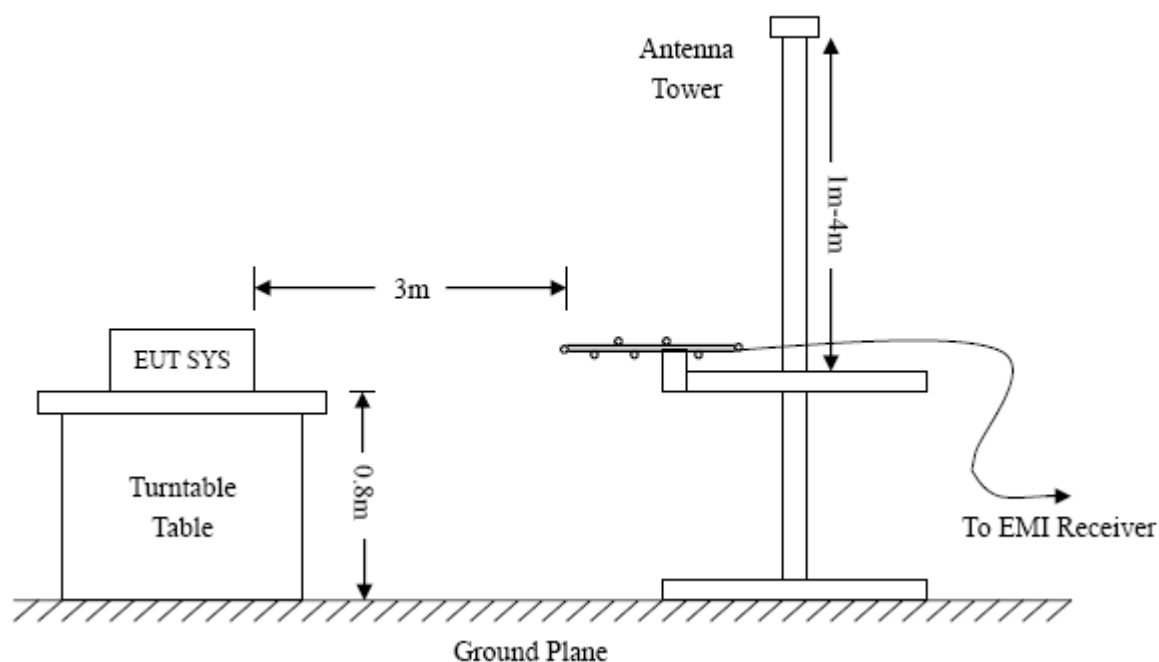 Antenna
Tower
1m-4m
3m
EUT SYS
0.8m
Turntable
Table
To EMI Receiver
Ground Plane